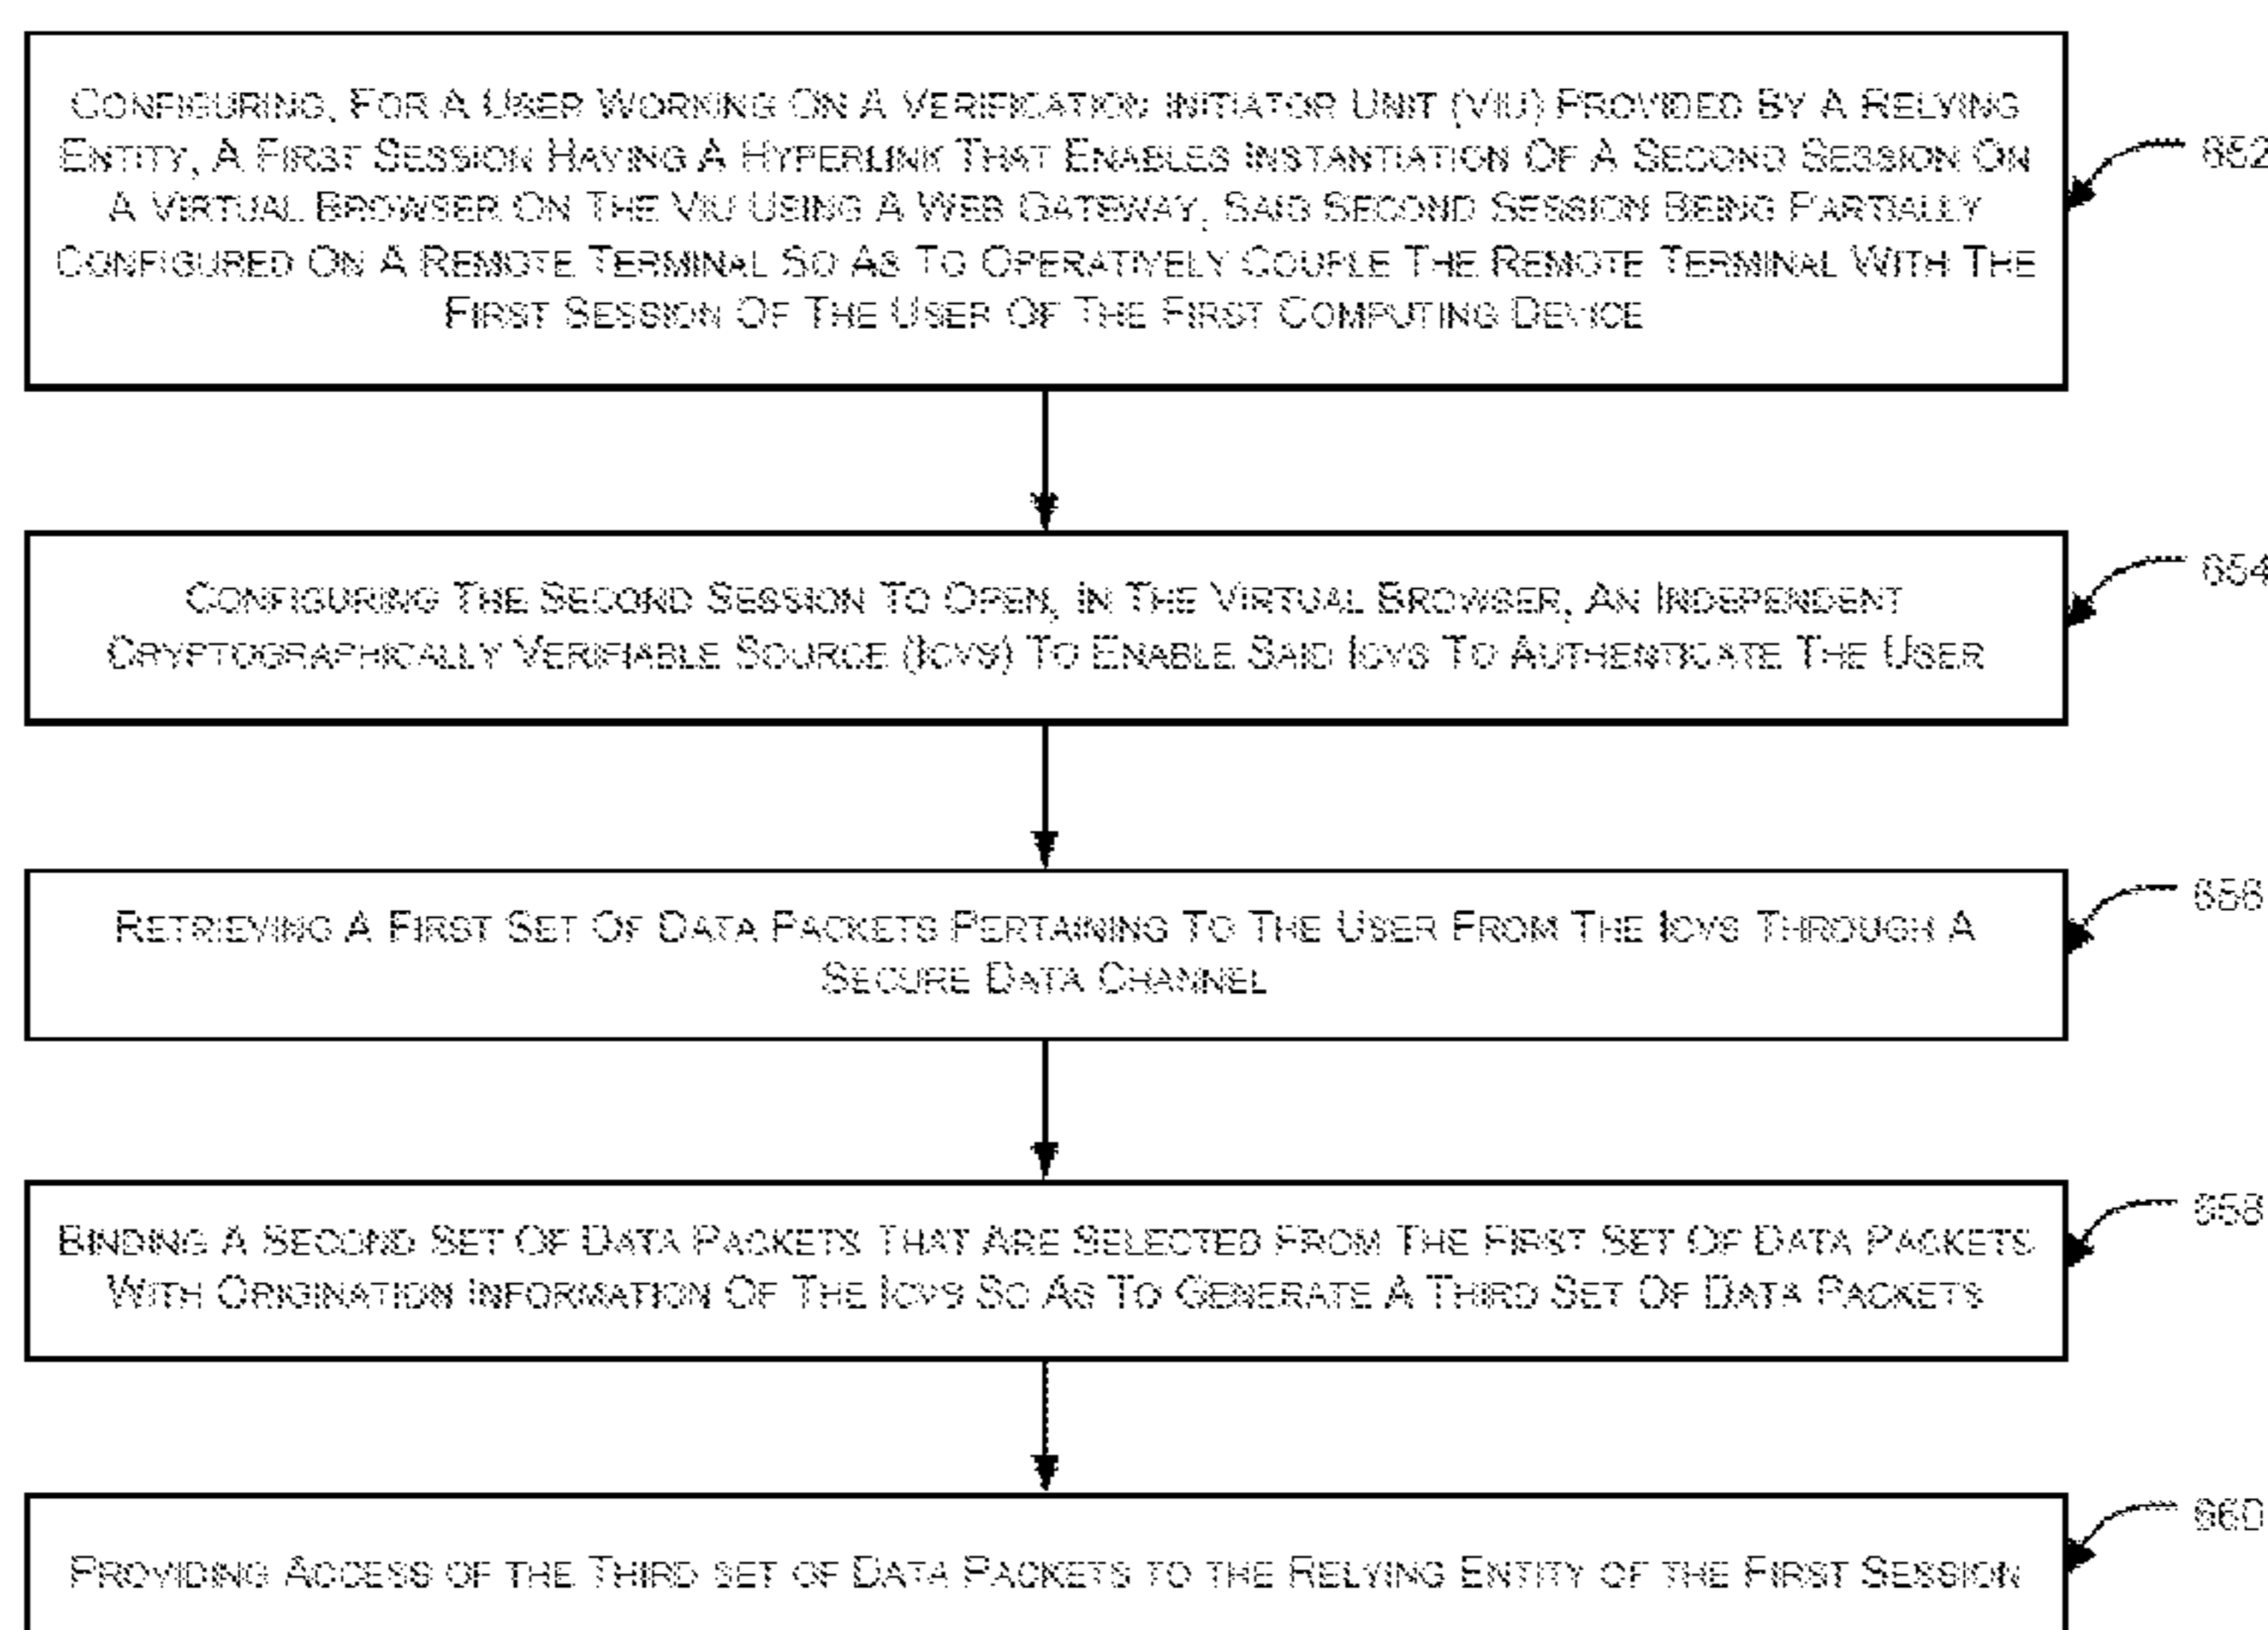 CONFIGURING, FOR A USER WORKING ON A VERIFICATION INITIATOR UNIT (VIU) PROVIDED BY A RELYING
ENTITY, A FIRST SESSION HAVING A HYPERLINK THAT ENABLES INSTANTIATION OF A SECOND SESSION ON
A VIRTUAL BROWSER ON THE VIU USING A WEB GATEWAY, SAID SECOND SESSION BEING PARTIALLY
CONFIGURED ON A REMOTE TERMINAL SO AS TO OPERATIVELY COUPLE THE REMOTE TERMINAL WITH THE
FIRST SESSION OF THE USER OF THE FIRST COMPUTING DEVICE
652
CONFIGURING THE SECOND SESSION TO OPEN, IN THE VIRTUAL BROWSER, AN INDEPENDENT
CRYPTOGRAPHICALLY VERIFIABLE SOURCE (ICVS) TO ENABLE SAID ICVS TO AUTHENTICATE THE USER
654
RETRIEVING A FIRST SET OF DATA PACKETS PERTAINING TO THE USER FROM THE ICVS THROUGH A
SECURE DATA CHANNEL
656
BINDING A SECOND SET OF DATA PACKETS THAT ARE SELECTED FROM THE FIRST SET OF DATA PACKETS
WITH ORIGINATION INFORMATION OF THE ICVS SO AS TO GENERATE A THIRD SET OF DATA PACKETS
658
PROVIDING ACCESS OF THE THIRD SET OF DATA PACKETS TO THE RELYING ENTITY OF THE FIRST SESSION
660